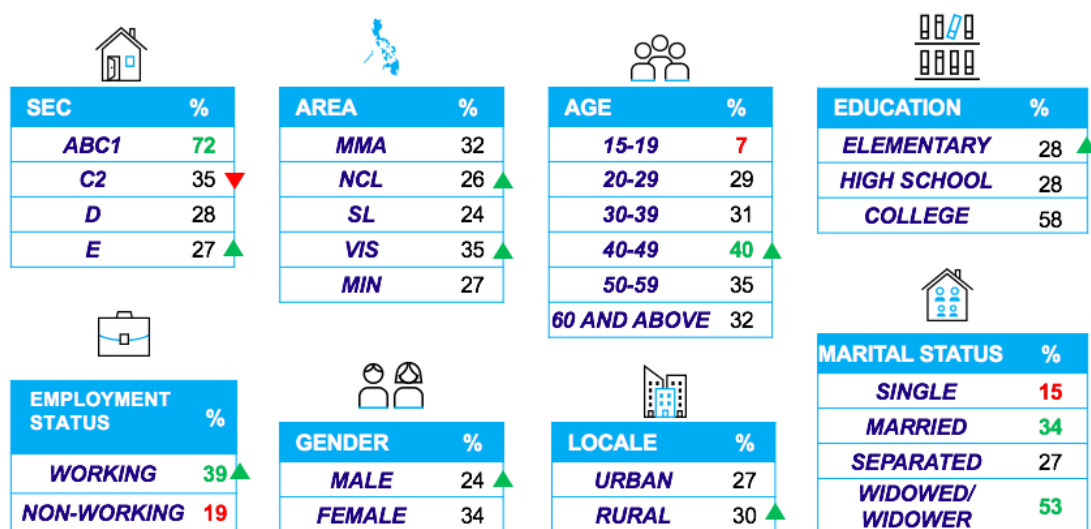 SEC %
ABC1 72
C2 35
D 28
E 27
AREA %
MMA 32
NCL 26
SL 24
VIS 35
MIN 27
AGE %
15-19 7
20-29 29
30-39 31
40-49 40
50-59 35
60 AND ABOVE 32
EDUCATION %
ELEMENTARY 28
HIGH SCHOOL 28
COLLEGE 58
EMPLOYMENT
STATUS %
WORKING 39
NON-WORKING 19
GENDER %
MALE 24
FEMALE 34
LOCALE %
URBAN 27
RURAL 30
MARITAL STATUS %
SINGLE 15
MARRIED 34
SEPARATED 27
WIDOWED/
WIDOWER 53